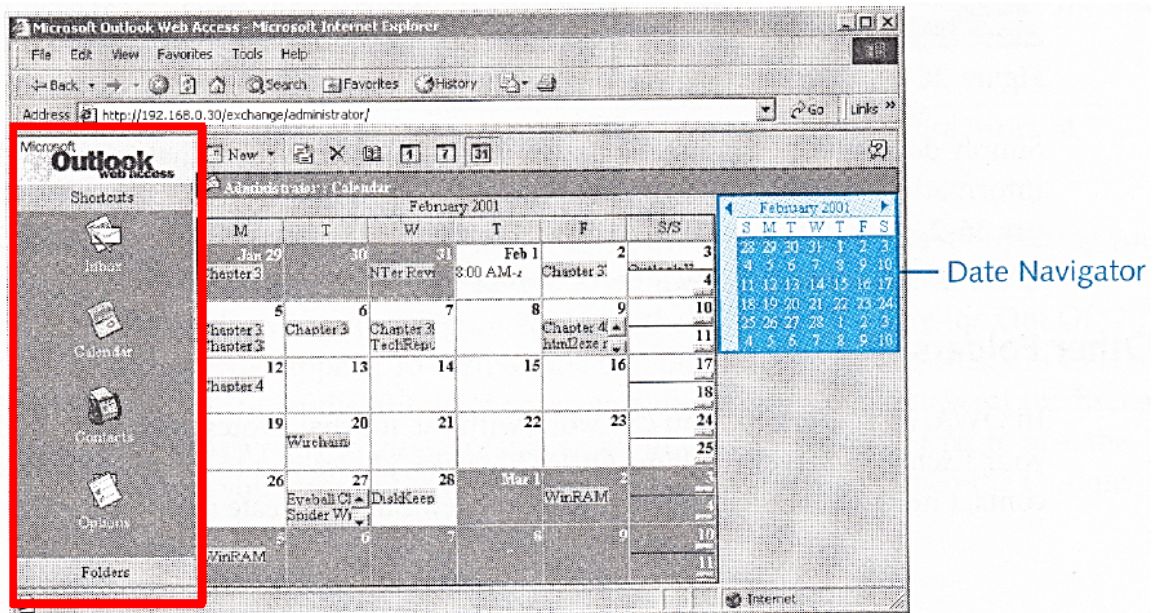 Microsoft Outlook Web Access - Microsoft Internet Explorer
File Edit View Favorites Tools Help
Back Search Favorites History
Address http://192.168.0.30/exchange/administrator/ Go Links »
Microsoft
Outlook
web access
New 1 7 31
Shortcuts
Administrator : Calendar
February 2001
M T W T F S/S
Jan 29 30 31 Feb 1 2 3
Chapter 3 NTer Revi 8:00 AM-a Chapter 3
4
5 6 7 8 9 10
Chapter 3 Chapter 3 Chapter 3 Chapter 4
Chapter 3 TechRepu html2exe r 11
12 13 14 15 16 17
Chapter 4
18
19 20 21 22 23 24
25
26 27 28 Mar 1 2 3
Eyeball Cl DiskKeep WinRAM
Spider Wr 4
5 6 7 8 9 10
WinRAM 11
Inbox
Calendar
Contacts
Options
Folders
February 2001
S M T W T F S
28 29 30 31 1 2 3
4 5 6 7 8 9 10
11 12 13 14 15 16 17
18 19 20 21 22 23 24
25 26 27 28 1 2 3
4 5 6 7 8 9 10
Date Navigator
Internet